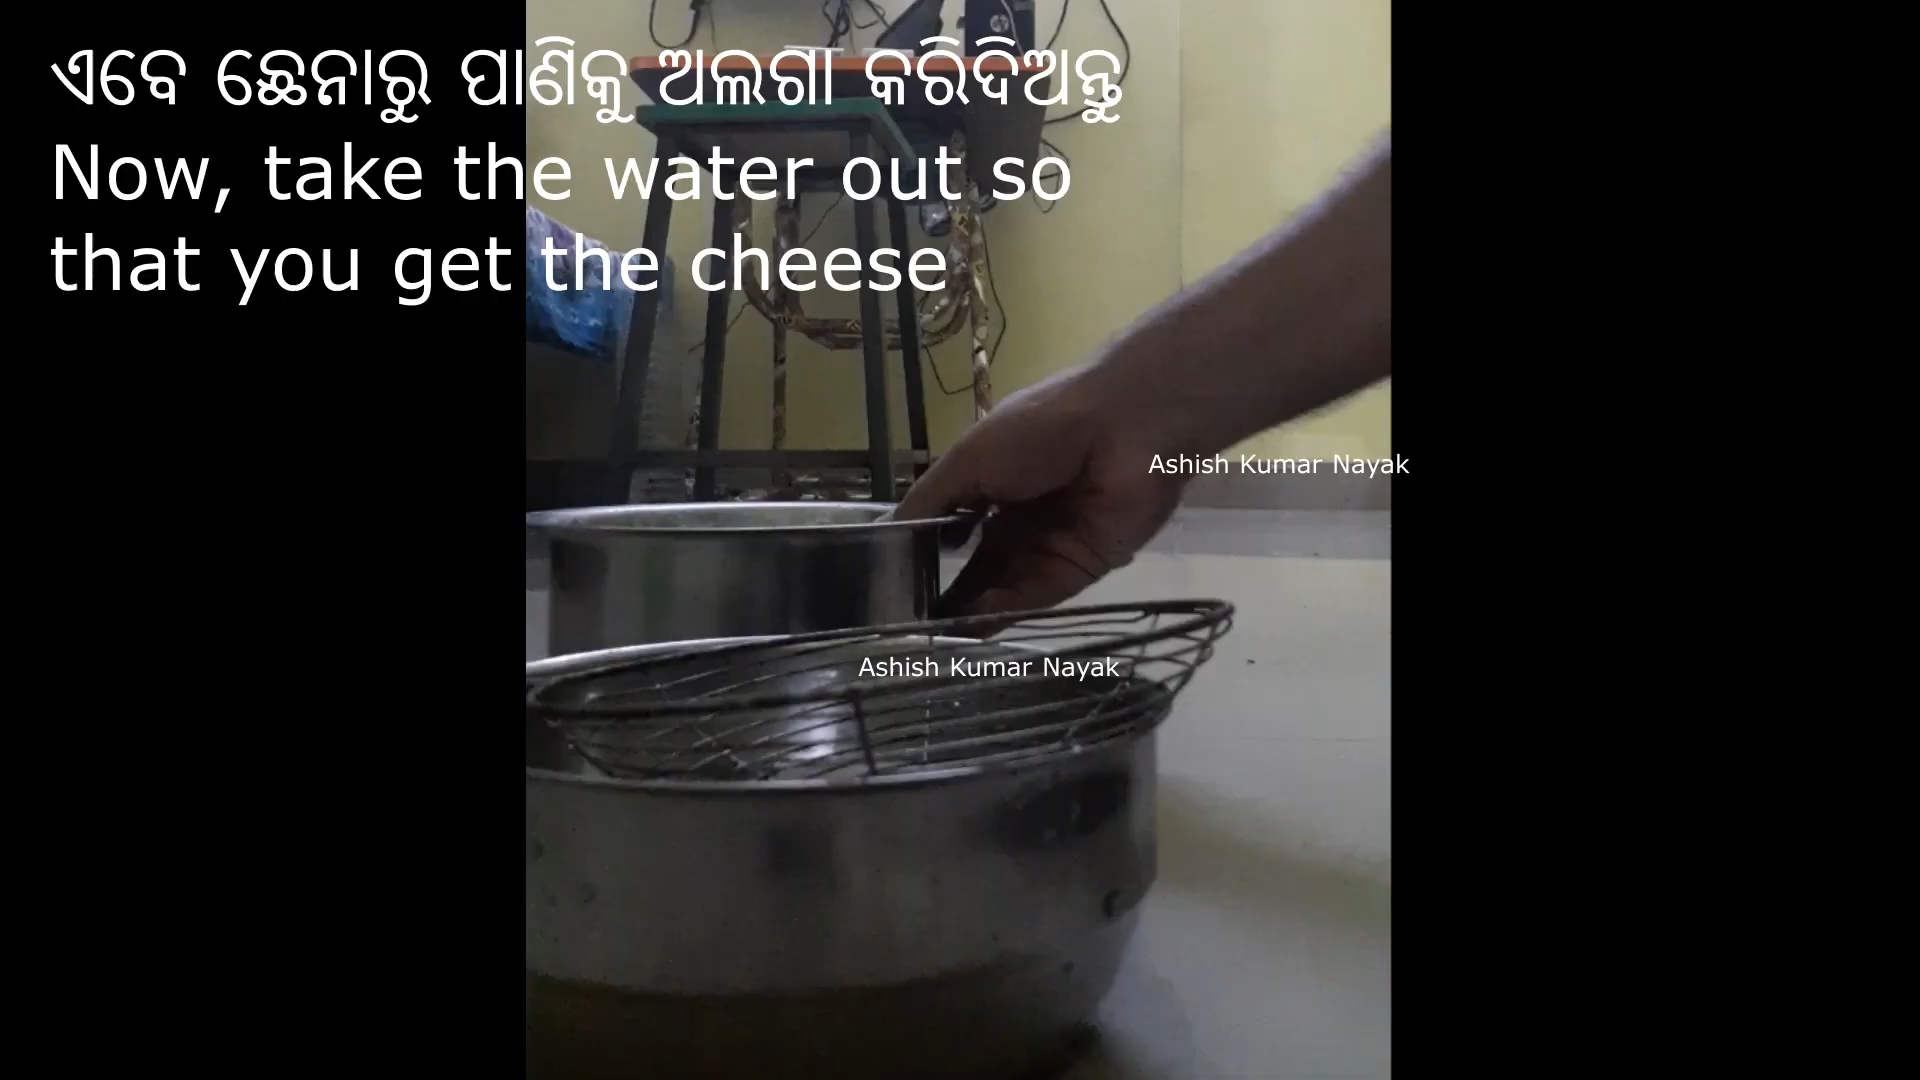 ଏବେ ଛେନାରୁ ପାଣିକୁ ଅଲଗା କରିଦିଅନ୍ତୁ
Now, take the water out so
that you get the cheese
Ashish Kumar Nayak
Ashish Kumar Nayak